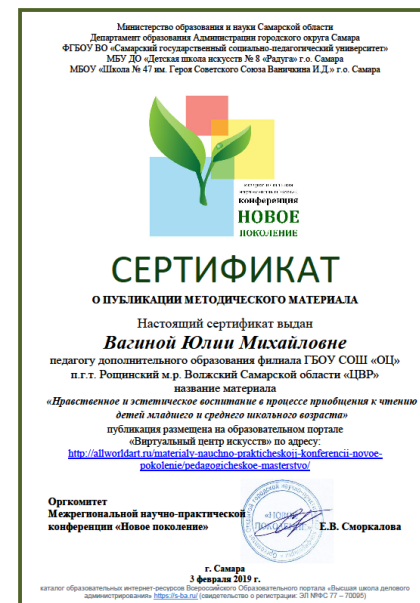 Министерство образования и науки Самарской области
Департамент образования Администрации городского округа Самара
ФГБОУ ВО «Самарский государственный социально-педагогический университет»
МБУ ДО «Детская школа искусств № 8 «Радуга» г.о. Самара
МБОУ «Школа № 47 им. Героя Советского Союза Ваничкина И.Д.» г.о. Самара
конференция
НОВОЕ
ПОКОЛЕНИЕ
СЕРТИФИКАТ
О ПУБЛИКАЦИИ МЕТОДИЧЕСКОГО МАТЕРИАЛА
Настоящий сертификат выдан
Вагиной Юлии Михайловне
педагогу дополнительного образования филиала ГБОУ СОШ «ОЦ»
п.г.т. Рощинский м.р. Волжский Самарской области «ЦВР»
название материала
«Нравственное и эстетическое воспитание в процессе приобщения к чтению
детей младшего и среднего школьного возраста»
публикация размещена на образовательном портале
«Виртуальный центр искусств» по адресу:
http://allworldart.ru/materialy-nauchno-prakticheskojj-konferencii-novoe-
pokolenie/pedagogicheskoe-masterstvo/
Оргкомитет
Межрегиональной научно-практической
конференции «Новое поколение»
«НОВОЕ
ПОКОЛЕНИЕ»
Е.В. Сморкалова
г. Самара
3 февраля 2019 г.
каталог образовательных интернет-ресурсов Всероссийского Образовательного портала «Высшая школа делового
администрирования» https://s-ba.ru/ (свидетельство о регистрации: ЭЛ №ФС 77 – 70095)